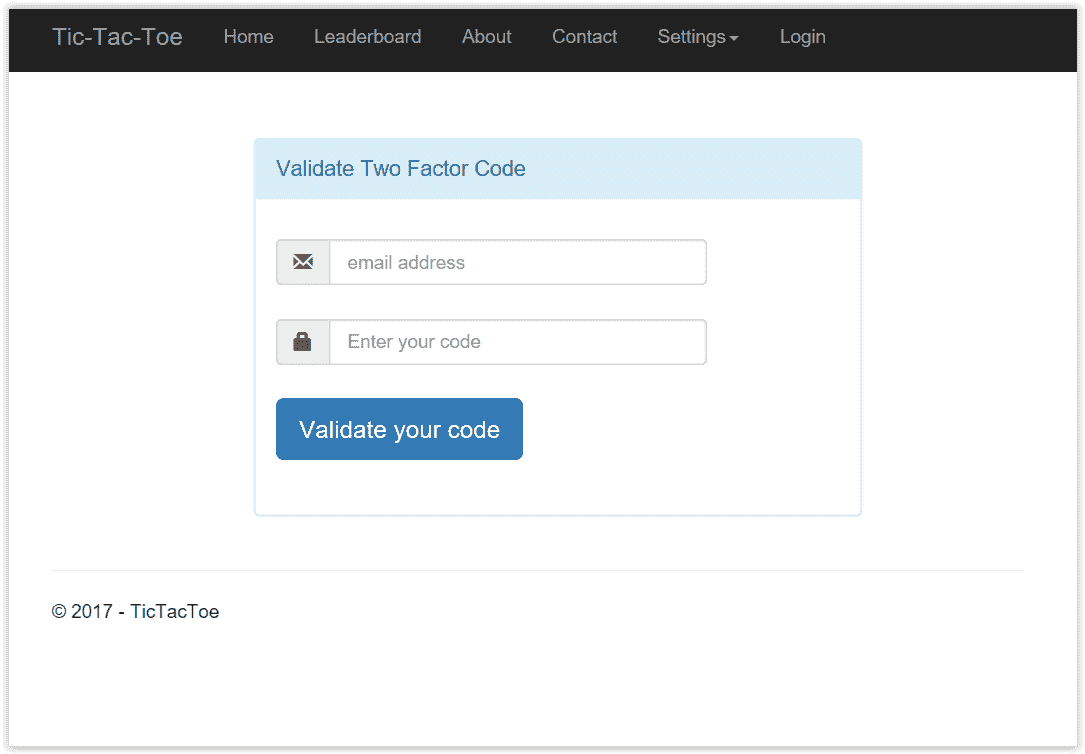 Tic-Tac-Toe Home Leaderboard About Contact Settings Login
Validate Two Factor Code
email address
Enter your code
Validate your code
© 2017 - TicTacToe